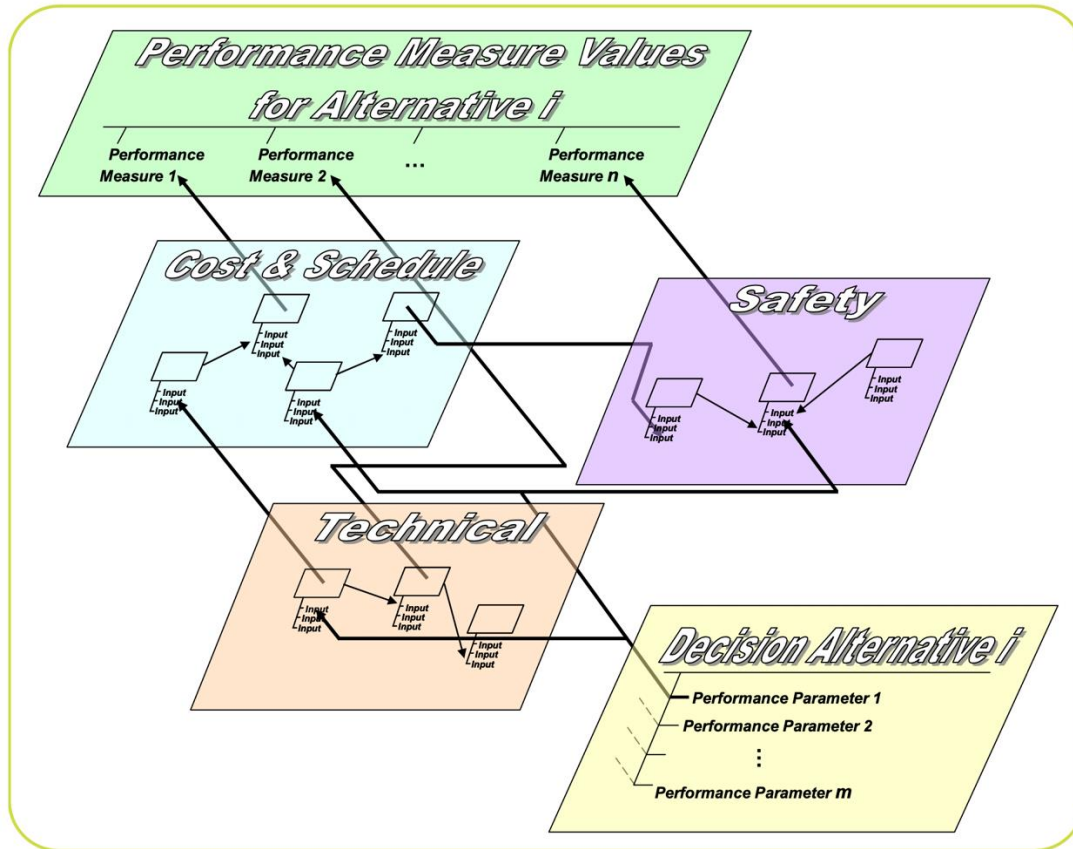 Performance Measure Values
for Alternative i
Performance
Measure 1
Performance
Measure 2
...
Performance
Measure n
Cost & Schedule
Input
Input
Input
Input
Input
Input
Input
Input
Input
Input
Input
Input
Safety
Input
Input
Input
Input
Input
Input
Input
Input
Input
Technical
Input
Input
Input
Input
Input
Input
Input
Input
Input
Decision Alternative i
Performance Parameter 1
Performance Parameter 2
⋮
Performance Parameter m